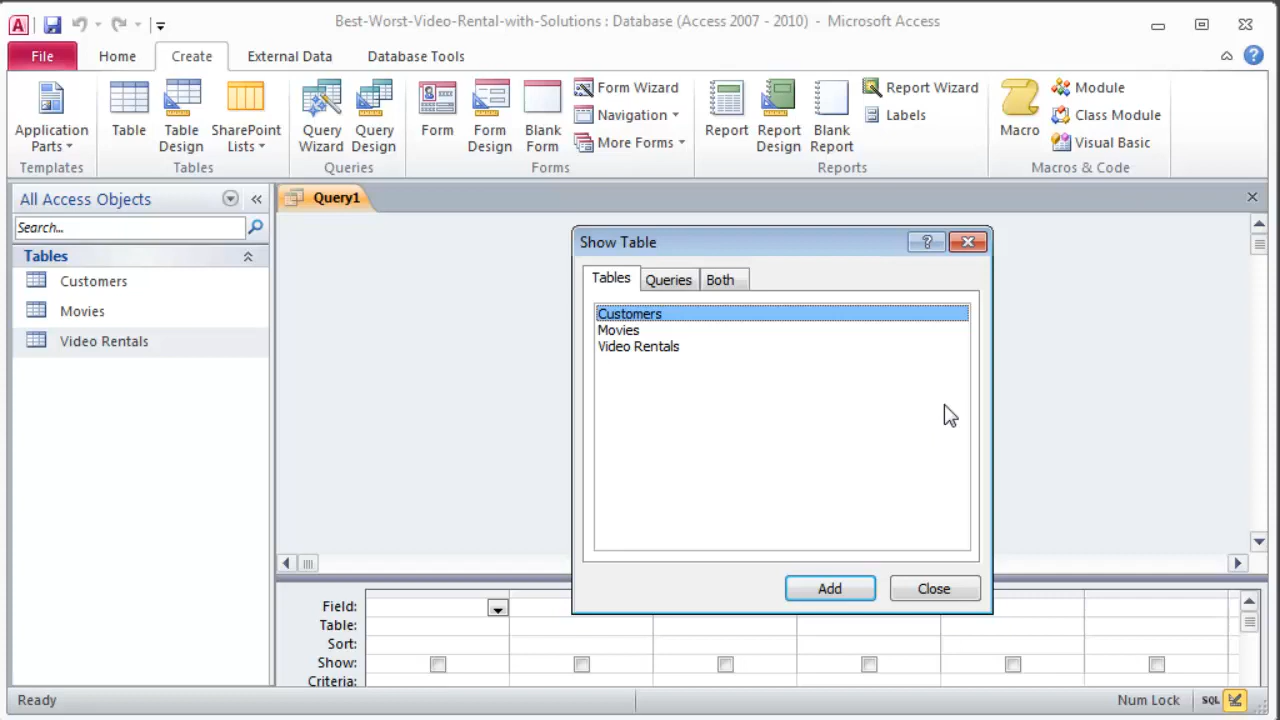 Best-Worst-Video-Rental-with-Solutions : Database (Access 2007 - 2010) - Microsoft Access
File Home Create External Data Database Tools
Application Parts
Table
Table Design
SharePoint Lists
Query Wizard
Query Design
Form
Form Design
Blank Form
Form Wizard
Navigation
More Forms
Report
Report Design
Blank Report
Report Wizard
Labels
Macro
Module
Class Module
Visual Basic
Templates Tables Queries Forms Reports Macros & Code
All Access Objects
Search...
Tables
Customers
Movies
Video Rentals
Query1
Show Table
Tables Queries Both
Customers
Movies
Video Rentals
Add Close
Field:
Table:
Sort:
Show:
Criteria:
Ready Num Lock SQL